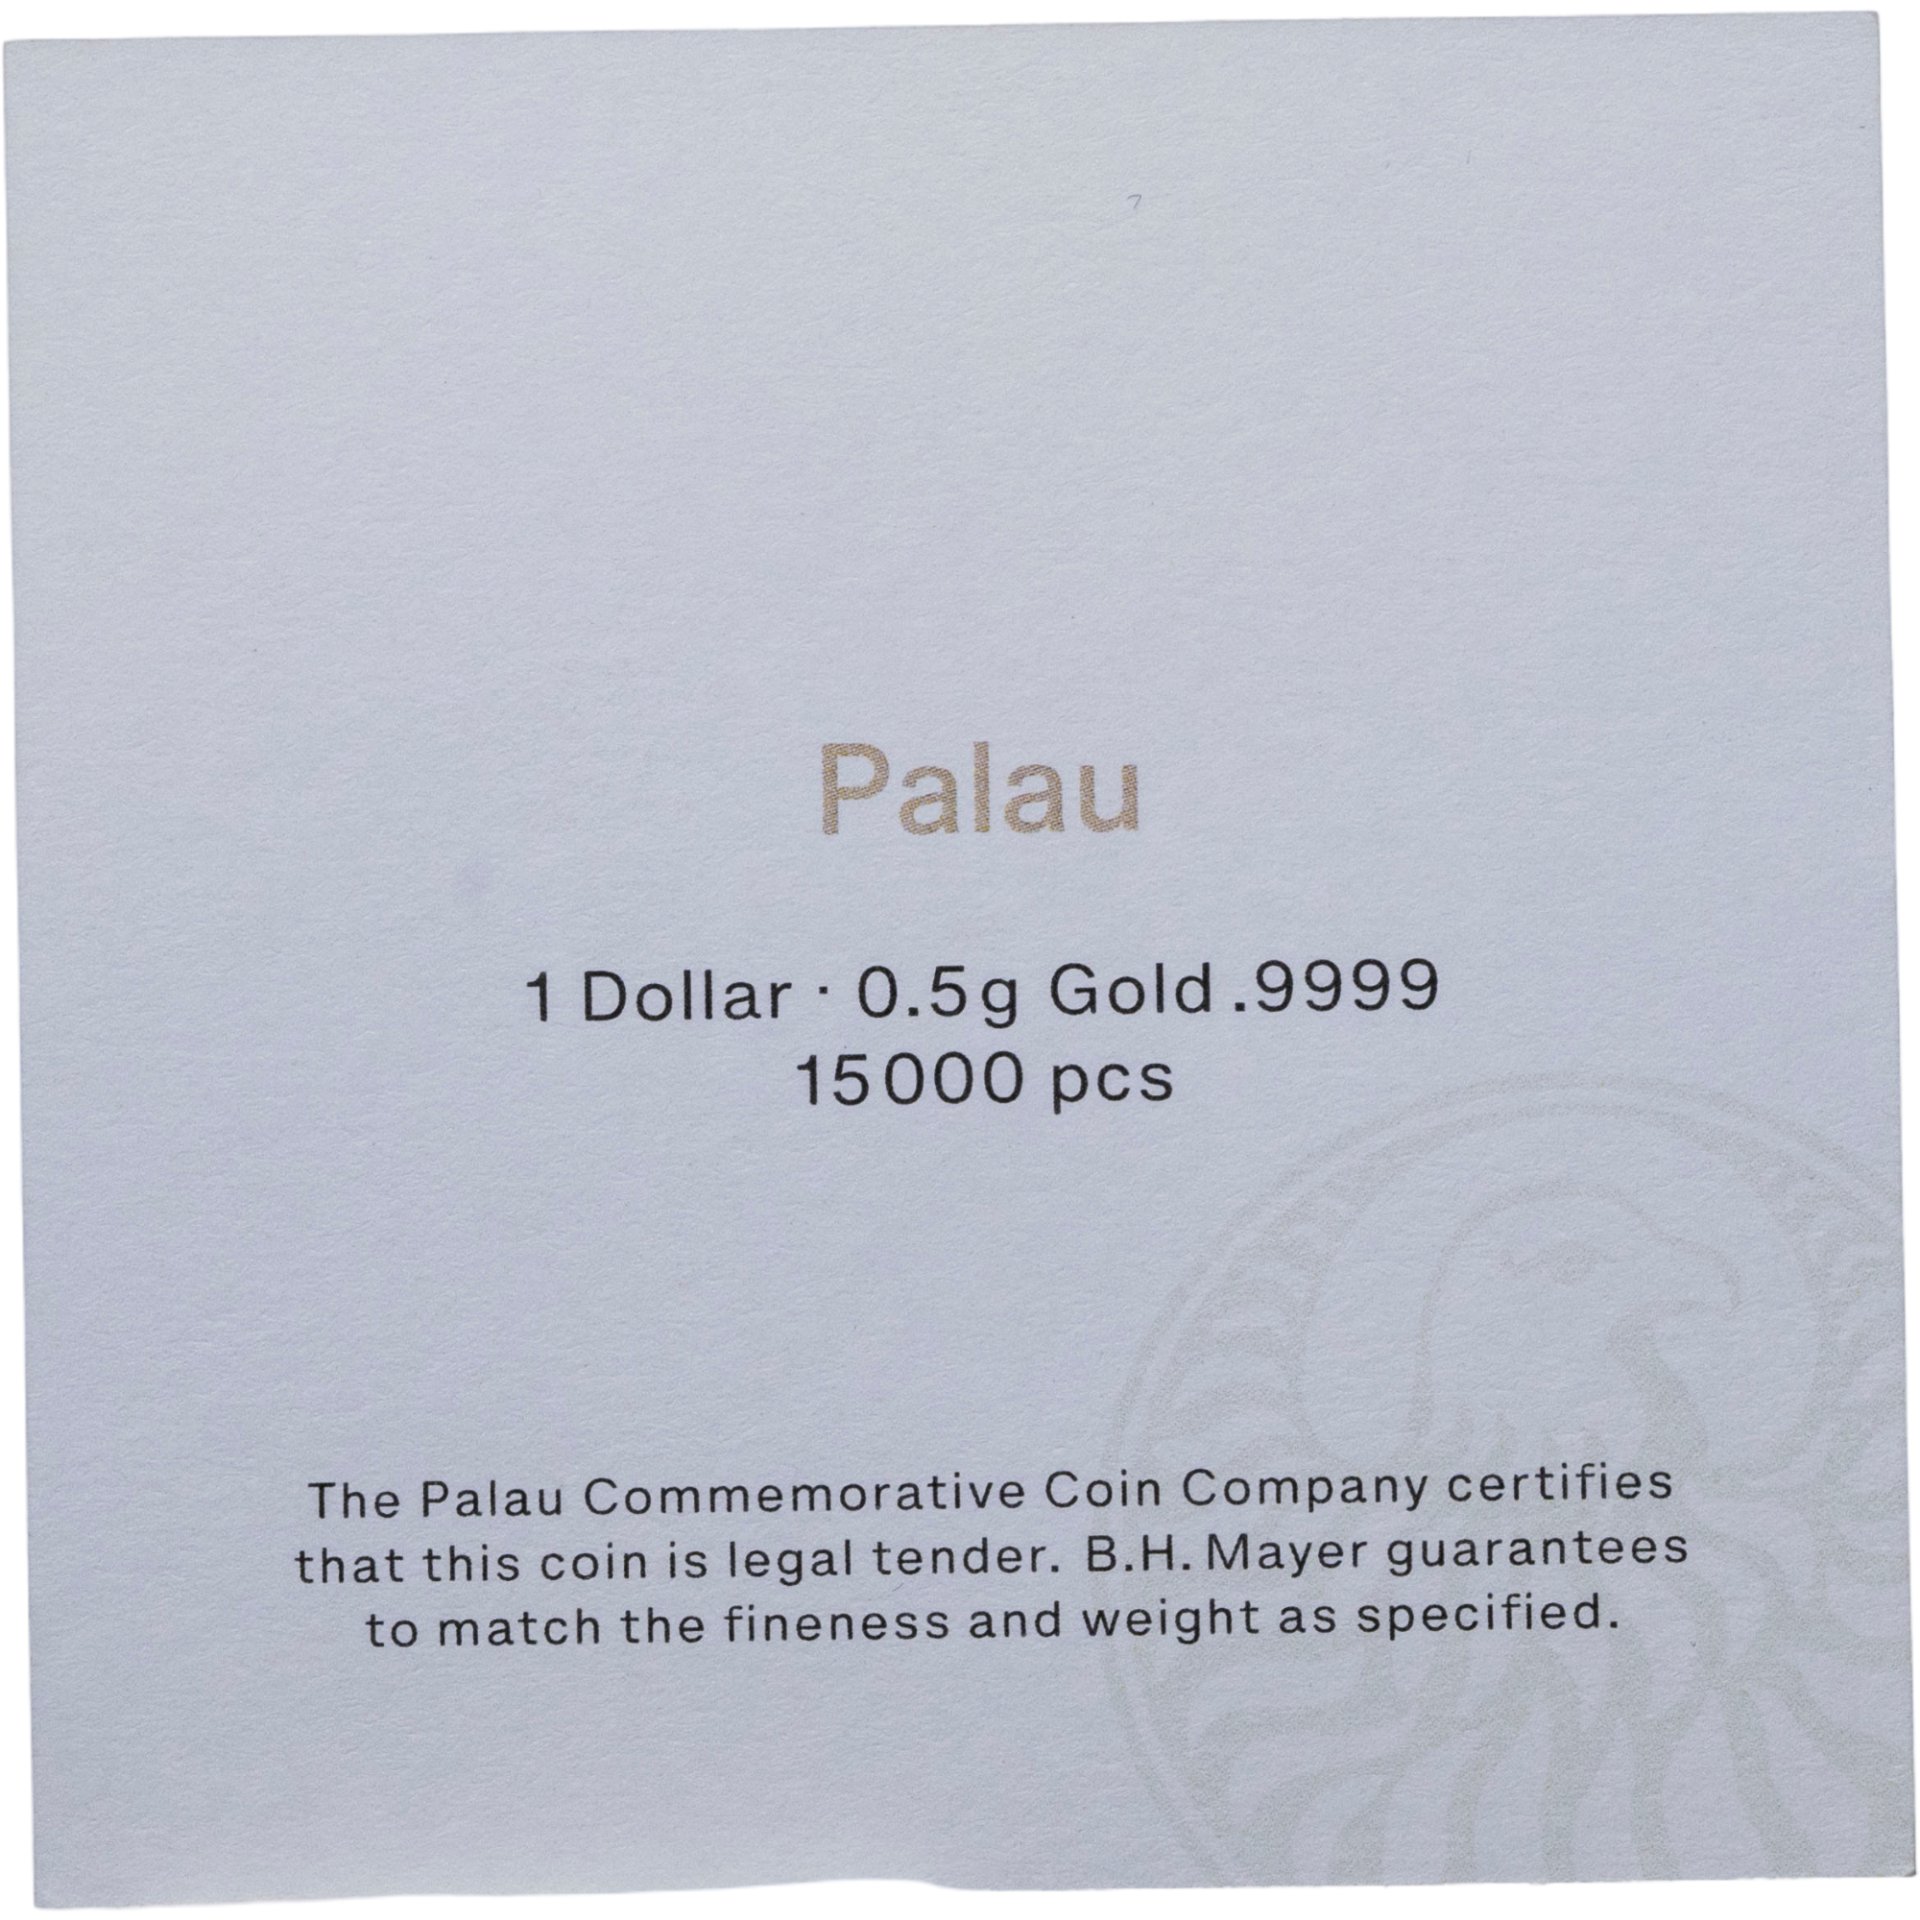 Palau
1 Dollar · 0.5g Gold .9999
15000 pcs
The Palau Commemorative Coin Company certifies
that this coin is legal tender. B.H. Mayer guarantees
to match the fineness and weight as specified.